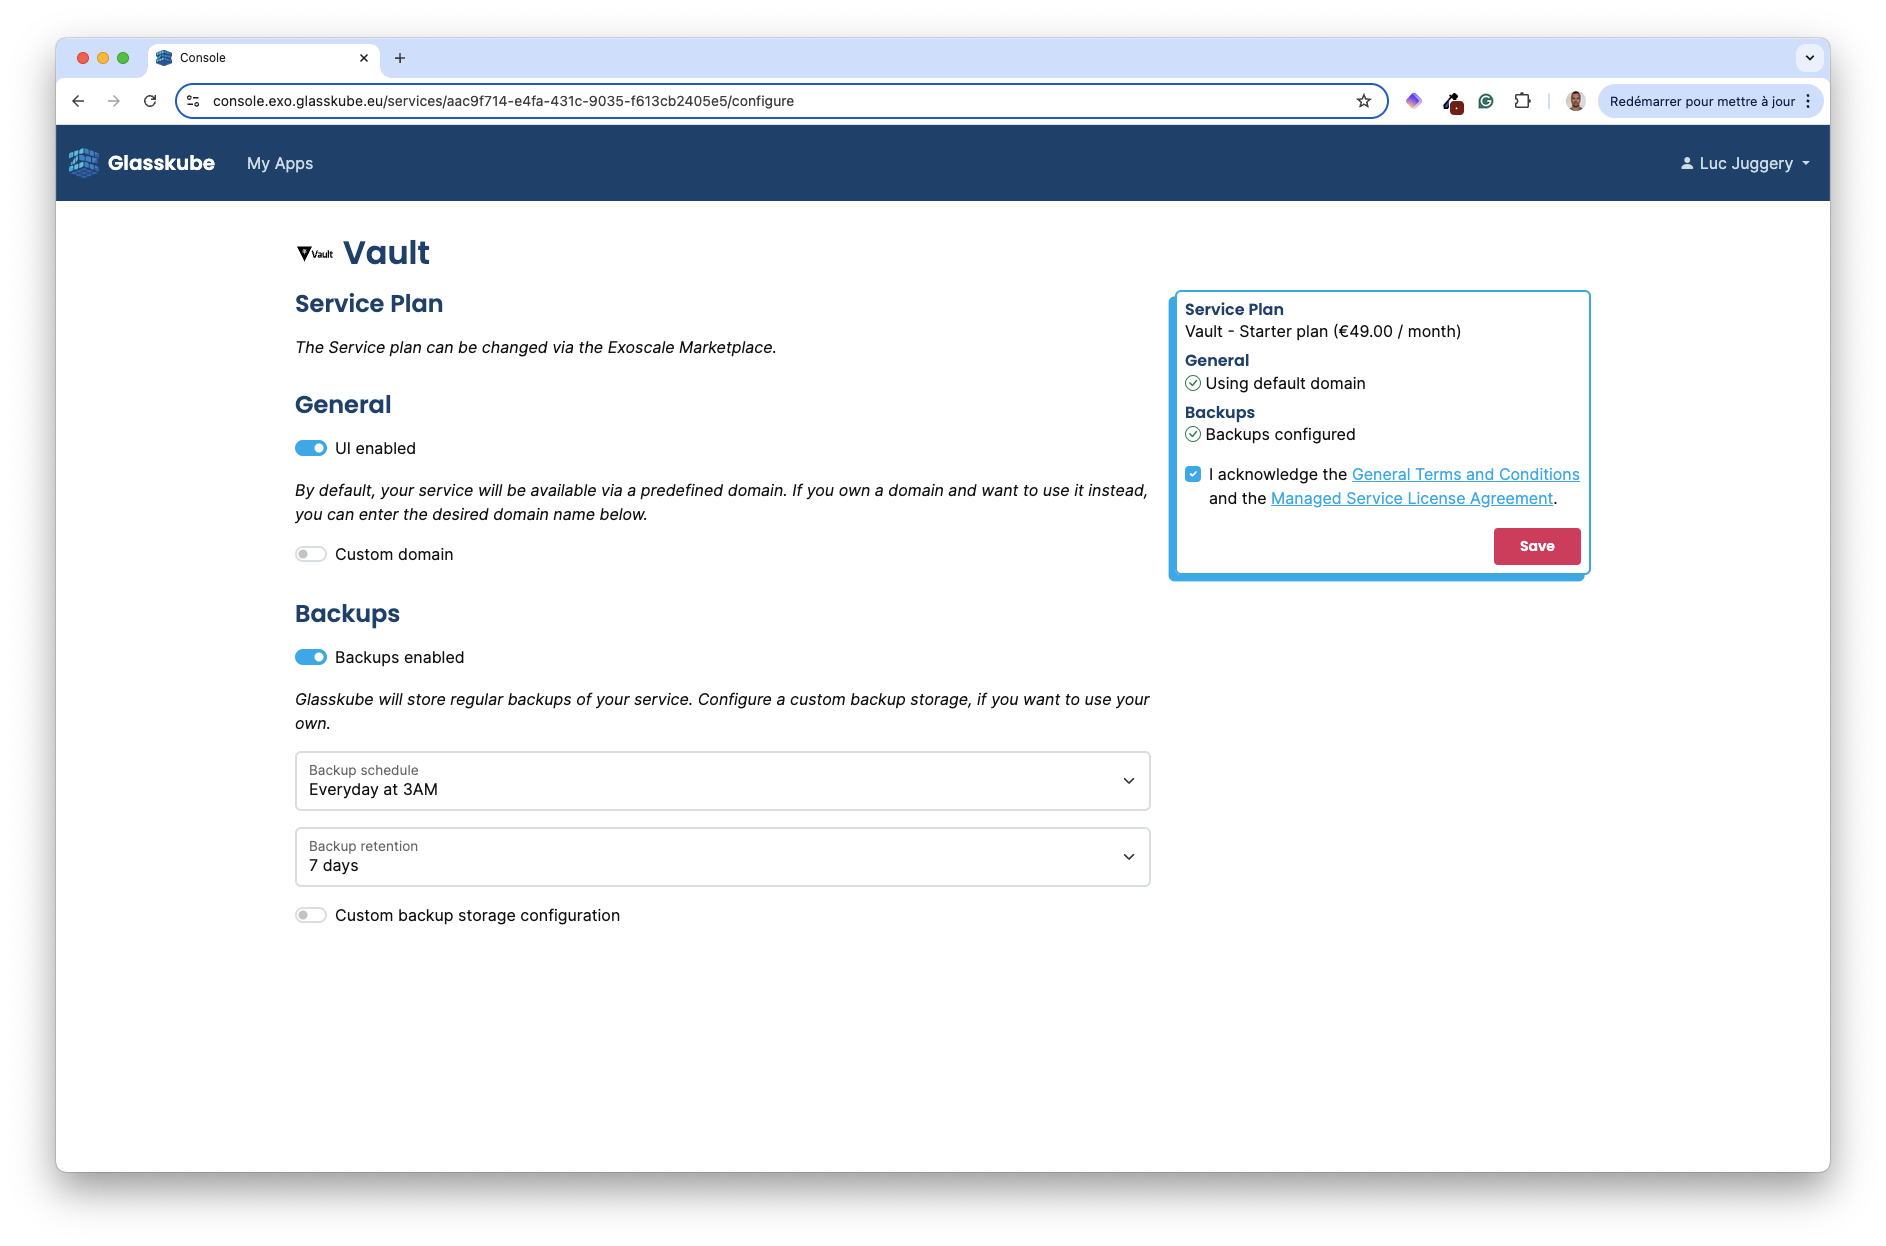 Console
console.exo.glasskube.eu/services/aac9f714-e4fa-431c-9035-f613cb2405e5/configure
Redémarrer pour mettre à jour
Glasskube
My Apps
Luc Juggery
Vault
Vault
Service Plan
The Service plan can be changed via the Exoscale Marketplace.
General
UI enabled
By default, your service will be available via a predefined domain. If you own a domain and want to use it instead,
you can enter the desired domain name below.
Custom domain
Backups
Backups enabled
Glasskube will store regular backups of your service. Configure a custom backup storage, if you want to use your
own.
Backup schedule
Everyday at 3AM
Backup retention
7 days
Custom backup storage configuration
Service Plan
Vault - Starter plan (€49.00 / month)
General
Using default domain
Backups
Backups configured
I acknowledge the General Terms and Conditions
and the Managed Service License Agreement.
Save